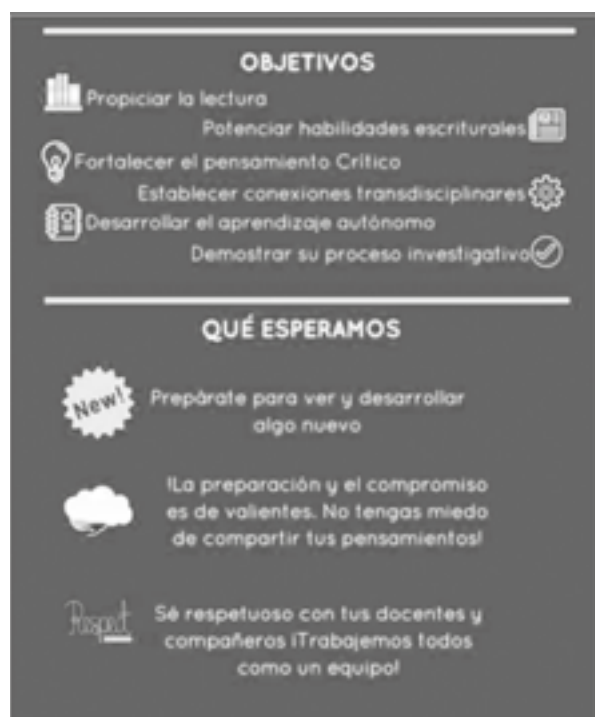 OBJETIVOS
Propiciar la lectura
Potenciar habilidades escriturales
Fortalecer el pensamiento Crítico
Establecer conexiones transdisciplinares
Desarrollar el aprendizaje autónomo
Demostrar su proceso investigativo
QUÉ ESPERAMOS
New!
Prepárate para ver y desarrollar
algo nuevo
!La preparación y el compromiso
es de valientes. No tengas miedo
de compartir tus pensamientos!
Respect
Sé respetuoso con tus docentes y
compañeros !Trabajemos todos
como un equipo!